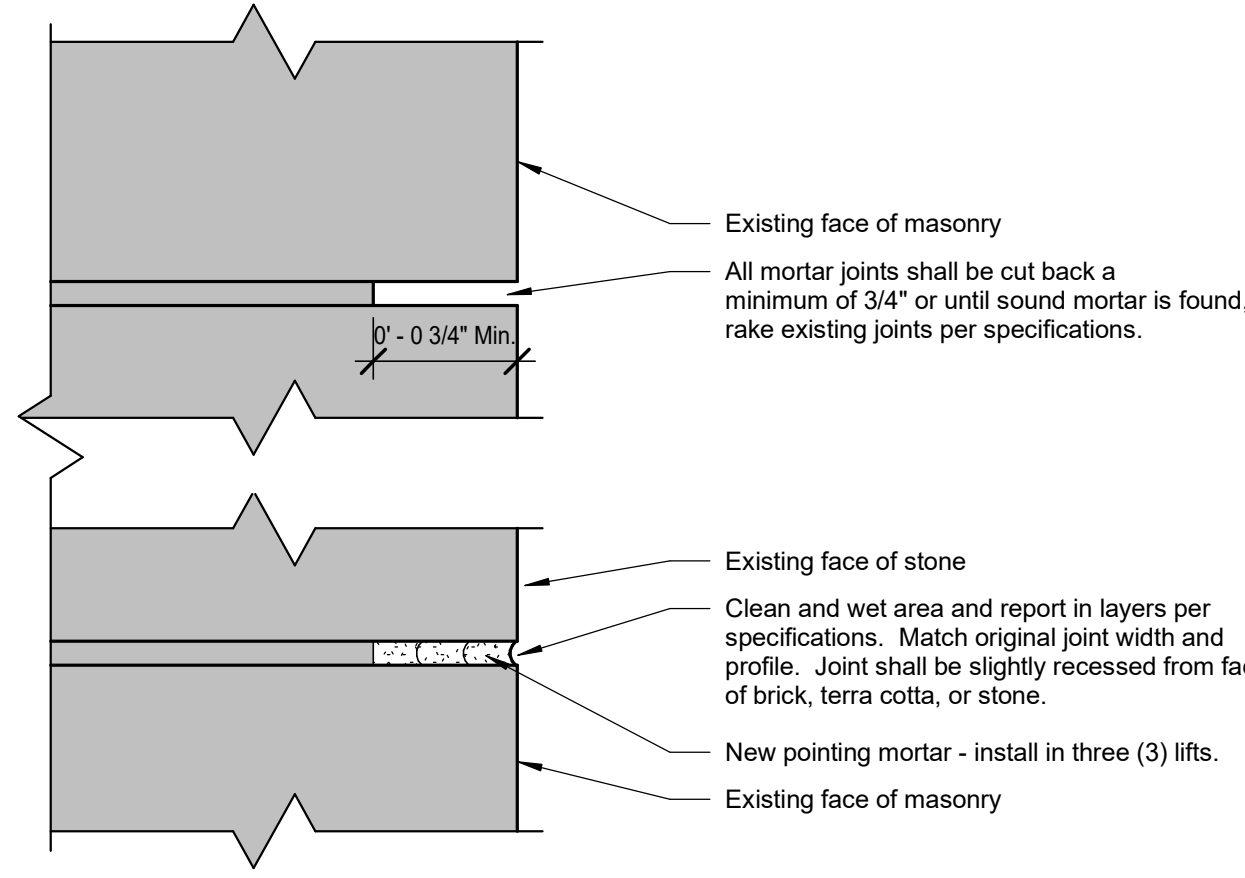 Existing face of masonry
All mortar joints shall be cut back a
minimum of 3/4" or until sound mortar is found,
rake existing joints per specifications.
0' - 0 3/4" Min.
Existing face of stone
Clean and wet area and report in layers per
specifications. Match original joint width and
profile. Joint shall be slightly recessed from
of brick, terra cotta, or stone.
New pointing mortar - install in three (3) lifts.
Existing face of masonry